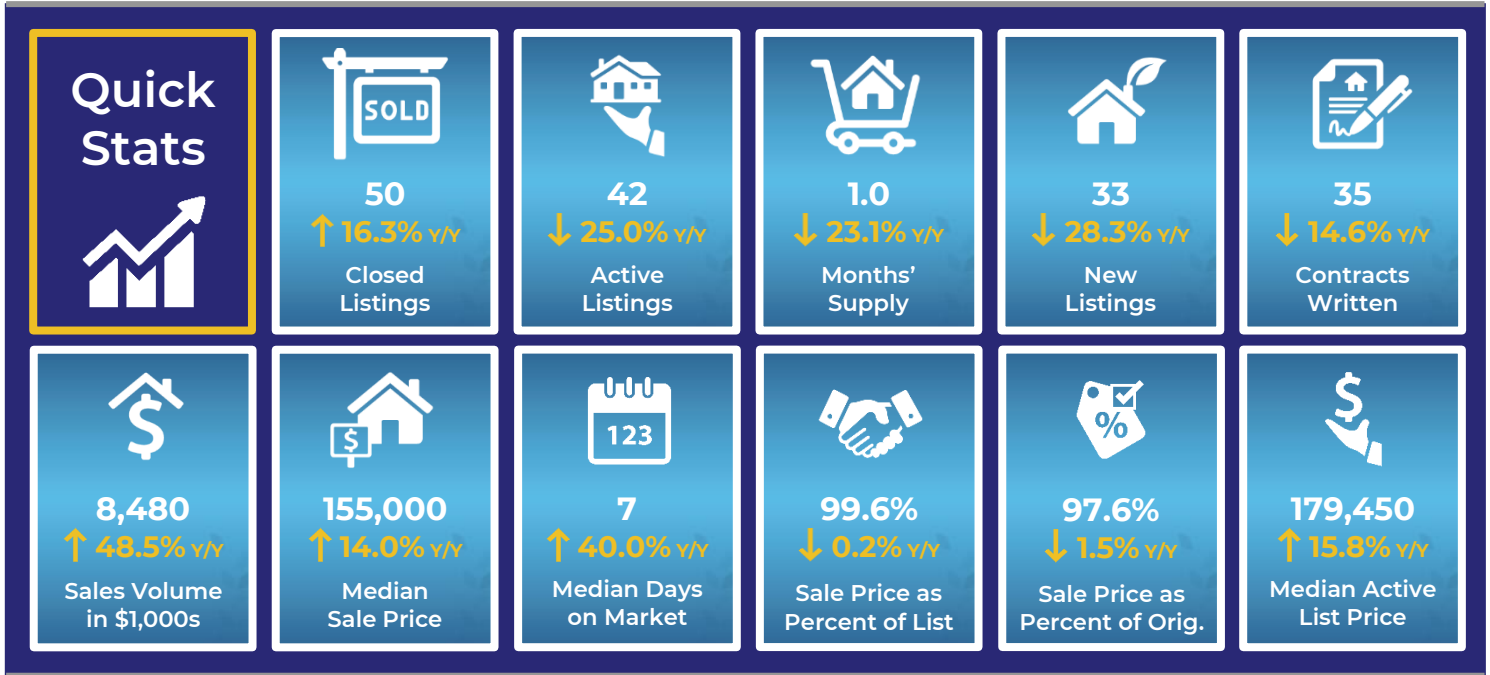 Quick
Stats
SOLD
50
↑ 16.3% Y/Y
Closed
Listings
42
↓ 25.0% Y/Y
Active
Listings
1.0
↓ 23.1% Y/Y
Months’
Supply
33
↓ 28.3% Y/Y
New
Listings
35
↓ 14.6% Y/Y
Contracts
Written
$
8,480
↑ 48.5% Y/Y
Sales Volume
in $1,000s
$
155,000
↑ 14.0% Y/Y
Median
Sale Price
123
7
↑ 40.0% Y/Y
Median Days
on Market
99.6%
↓ 0.2% Y/Y
Sale Price as
Percent of List
%
97.6%
↓ 1.5% Y/Y
Sale Price as
Percent of Orig.
$
179,450
↑ 15.8% Y/Y
Median Active
List Price